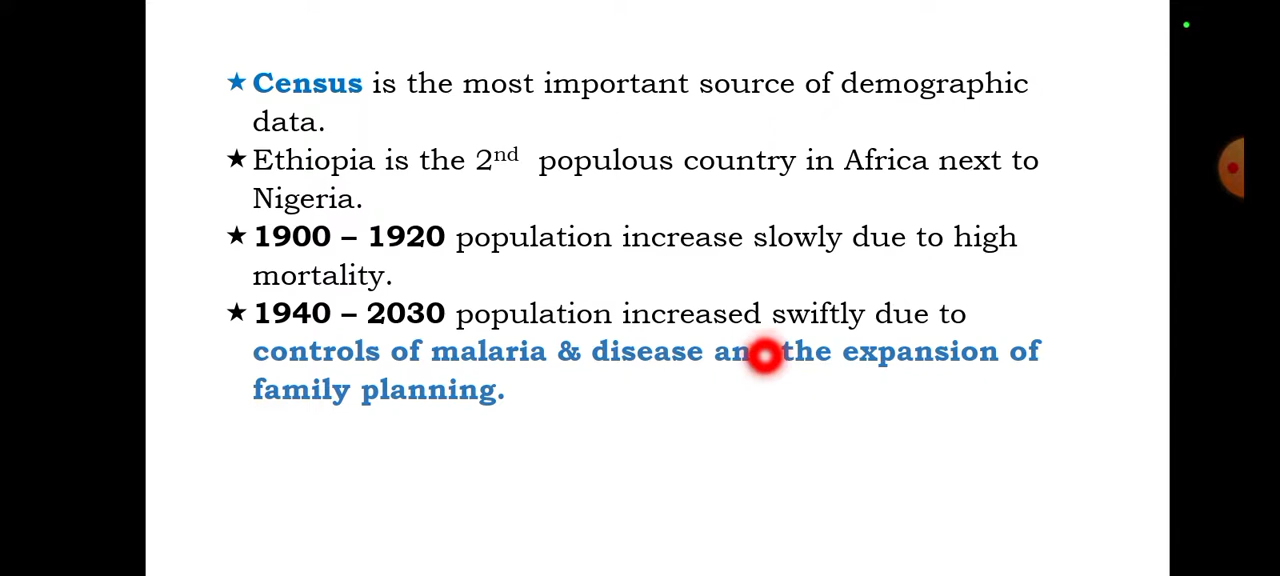 ★ Census is the most important source of demographic
data.
★ Ethiopia is the 2nd populous country in Africa next to
Nigeria.
★ 1900 – 1920 population increase slowly due to high
mortality.
★ 1940 – 2030 population increased swiftly due to
controls of malaria & disease and the expansion of
family planning.